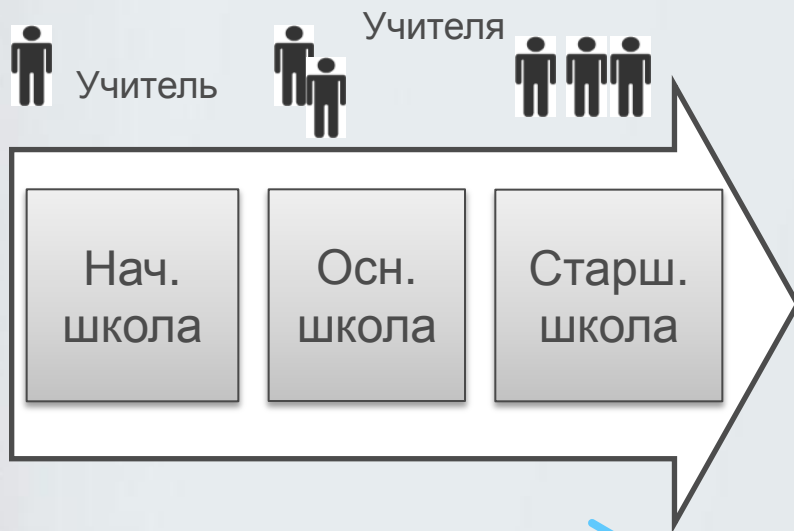 Учителя
Учитель
Нач.
школа
Осн.
школа
Старш.
школа